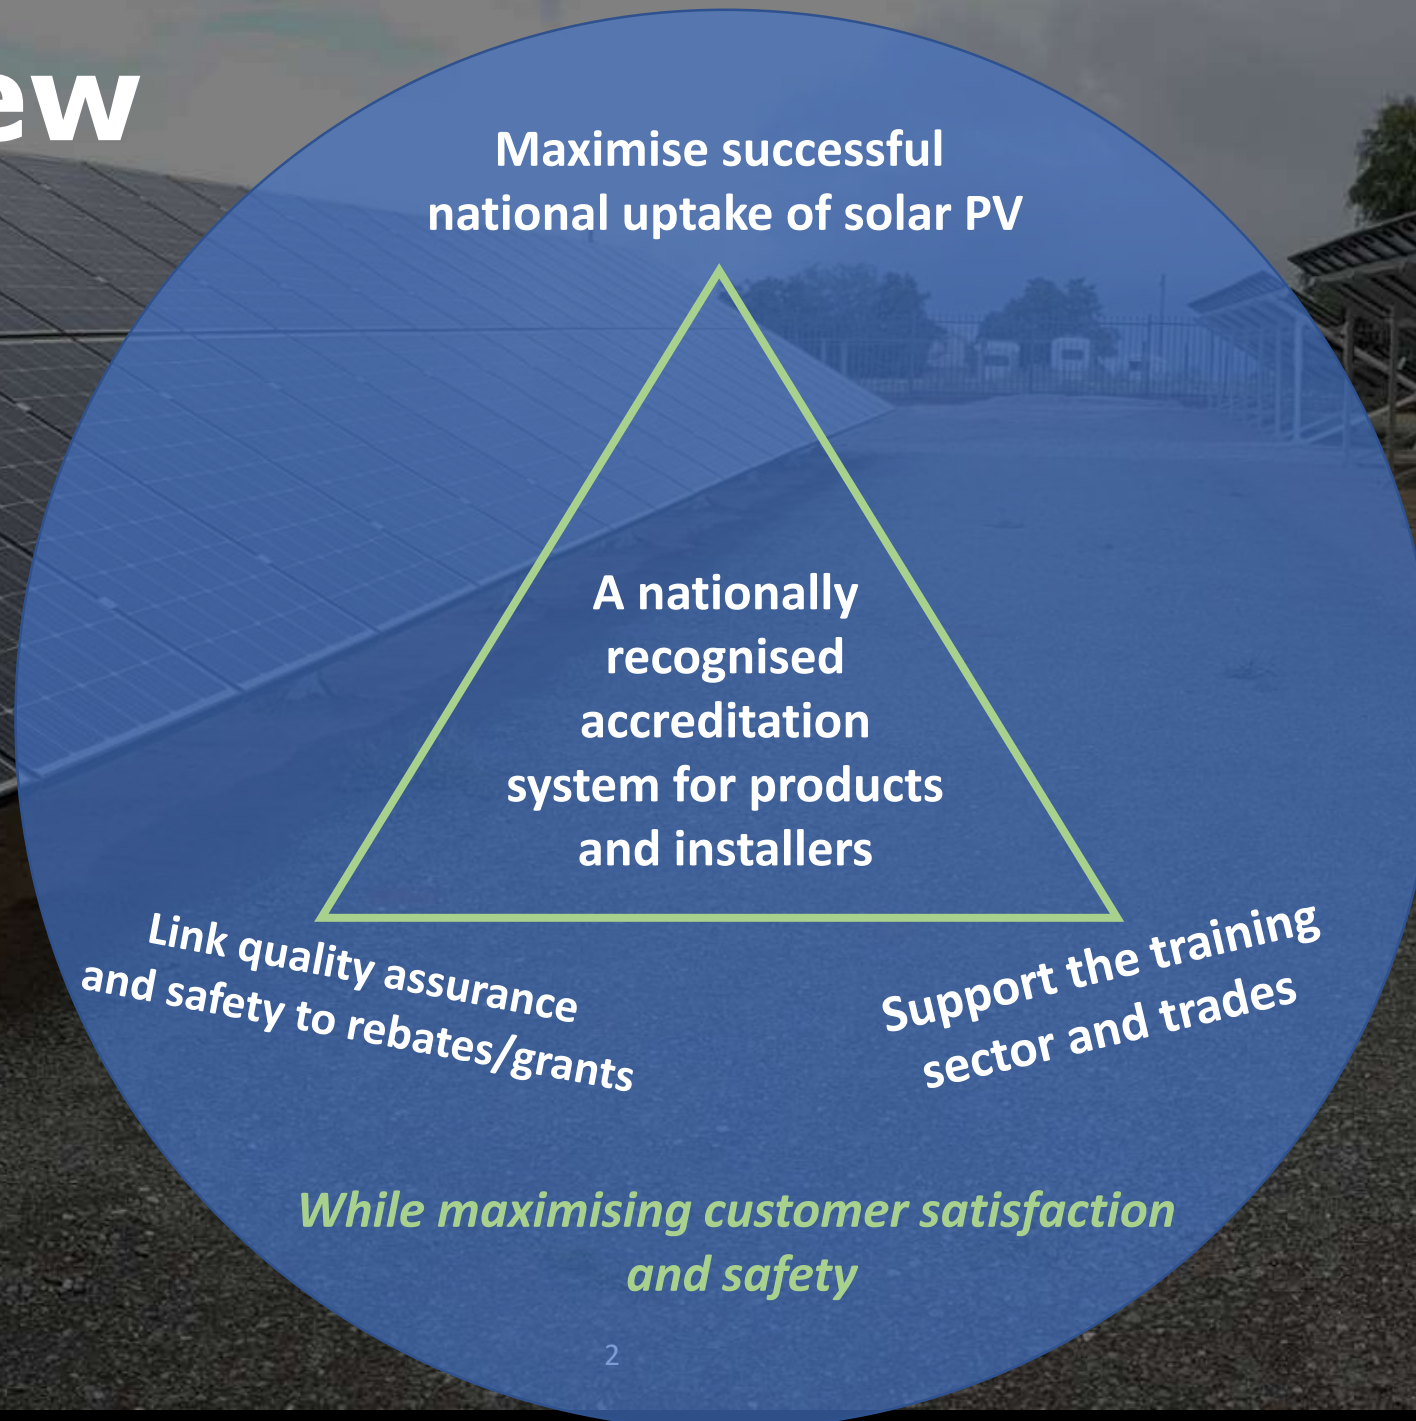 ew
Maximise successful
national uptake of solar PV
A nationally
recognised
accreditation
system for products
and installers
Link quality assurance
and safety to rebates/grants
Support the training
sector and trades
While maximising customer satisfaction
and safety
2